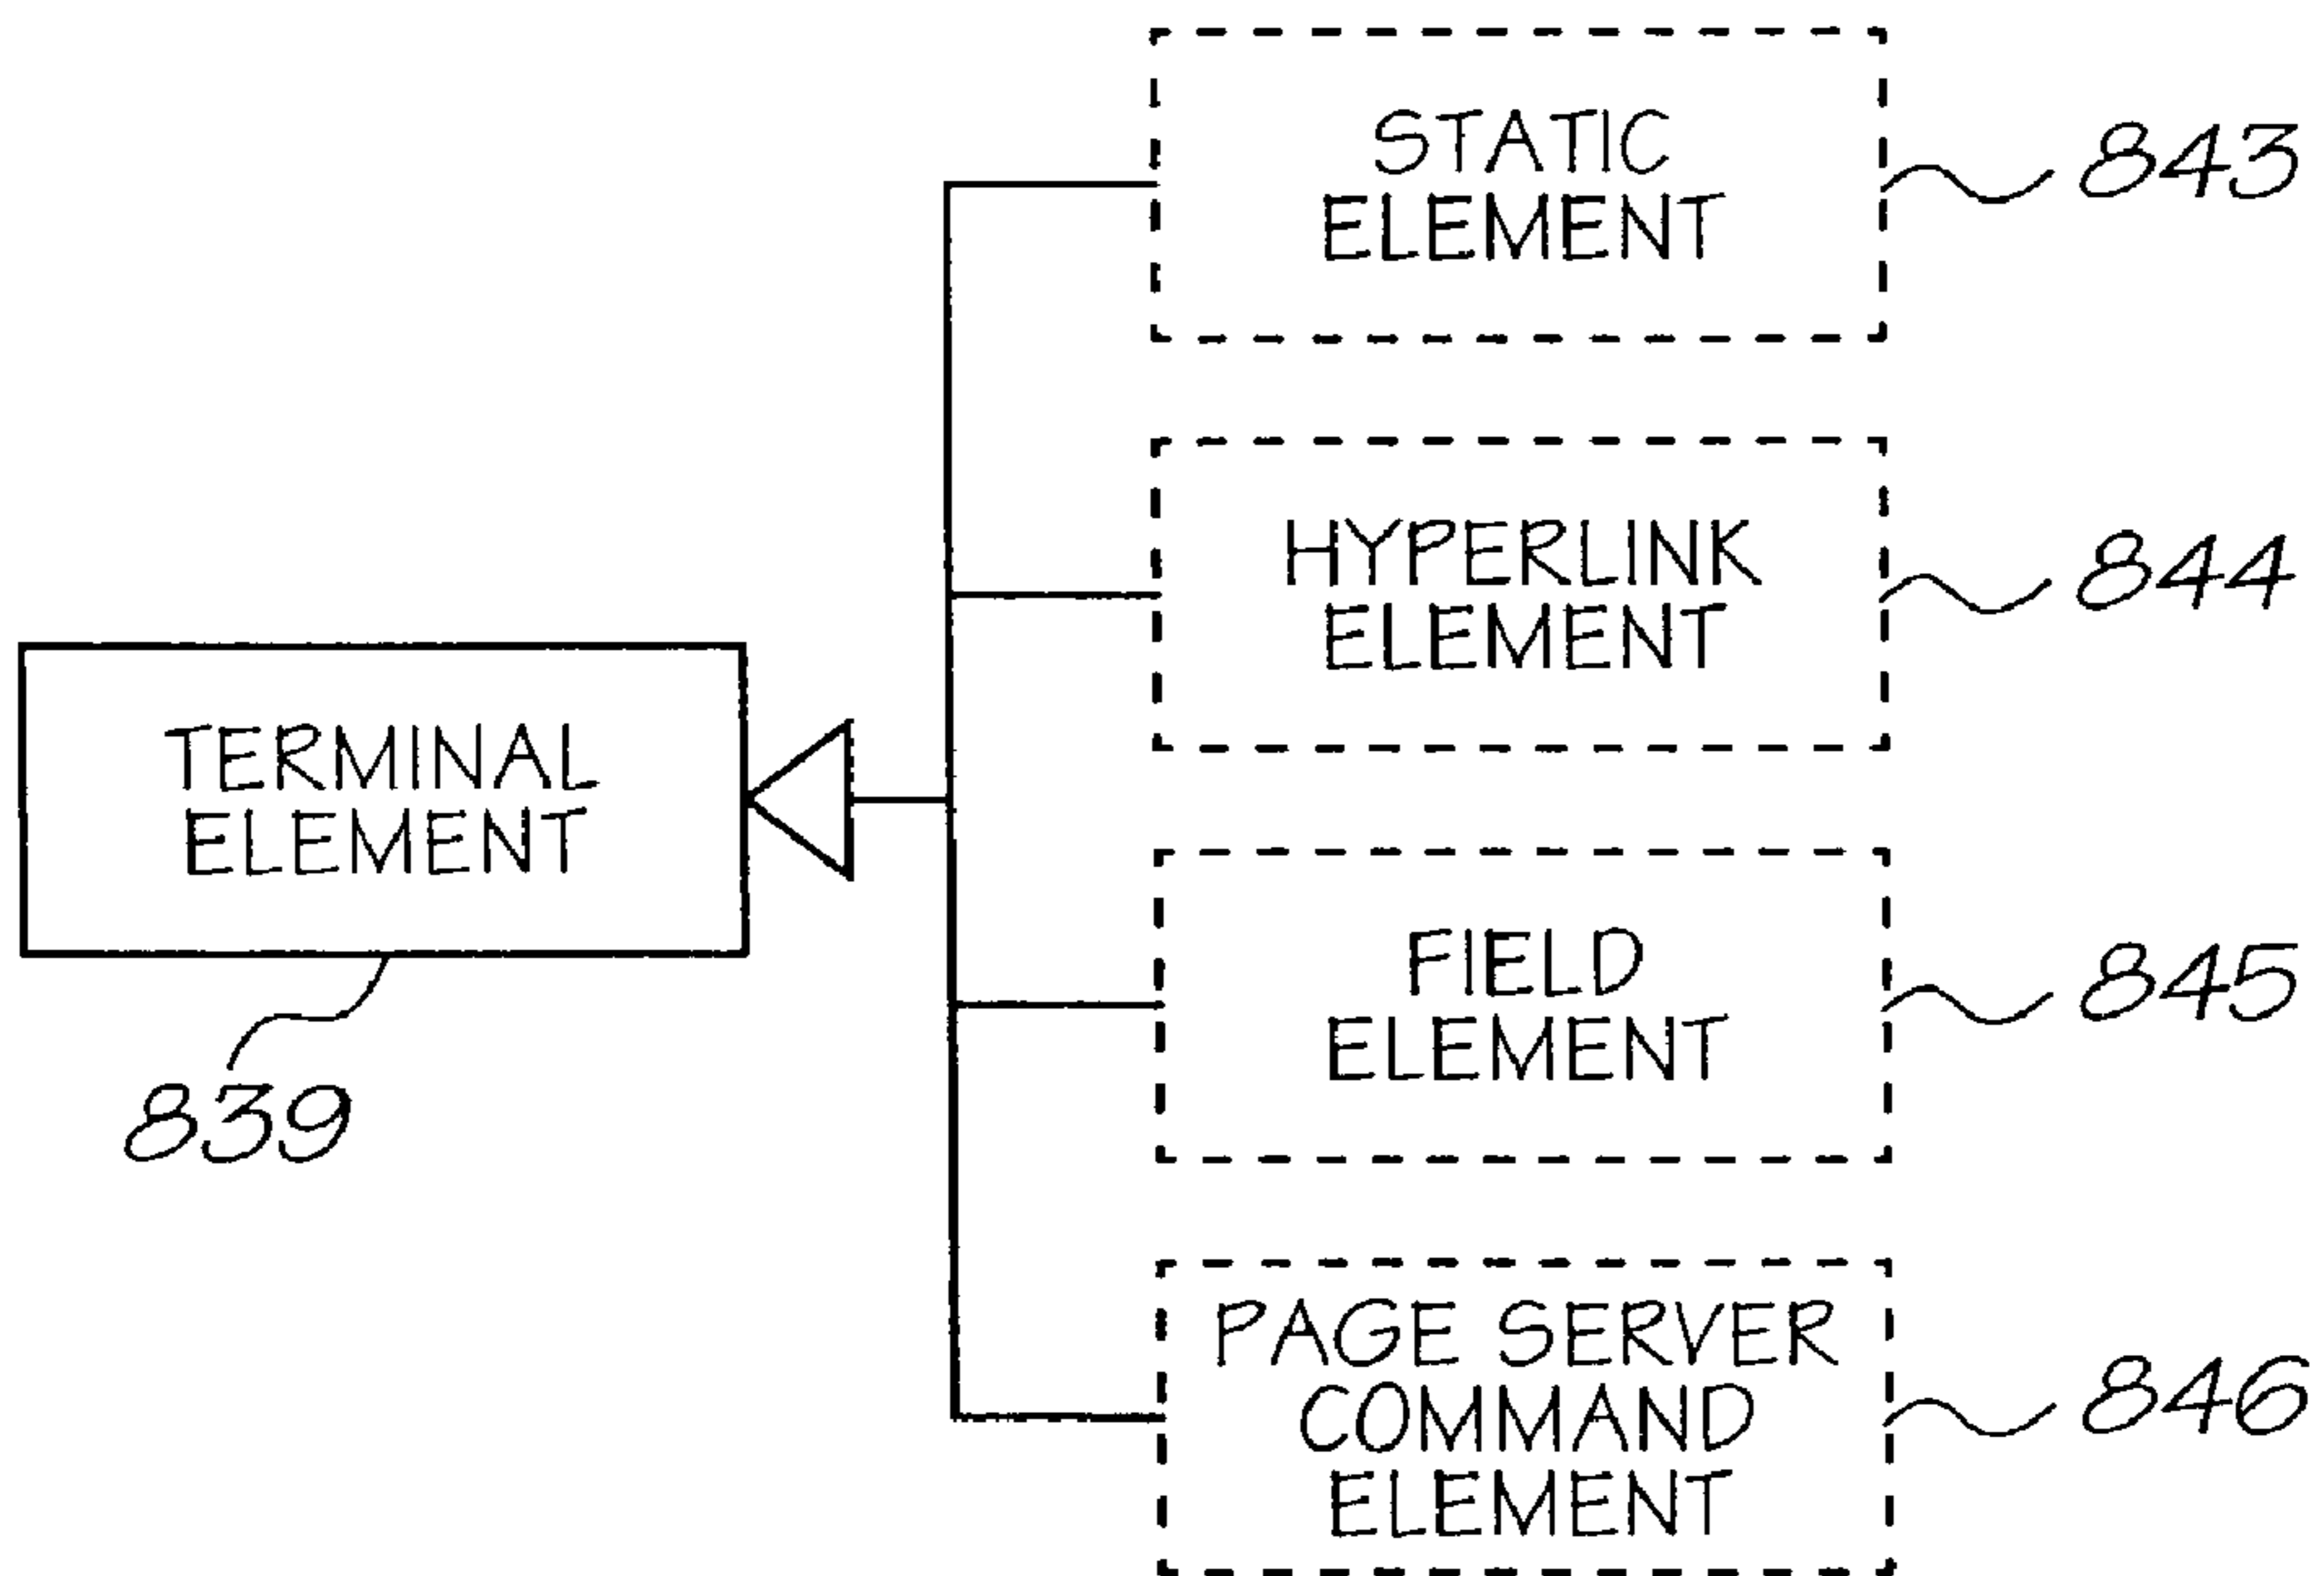 STATIC
ELEMENT
843
HYPERLINK
ELEMENT
844
TERMINAL
ELEMENT
839
FIELD
ELEMENT
845
PAGE SERVER
COMMAND
ELEMENT
846